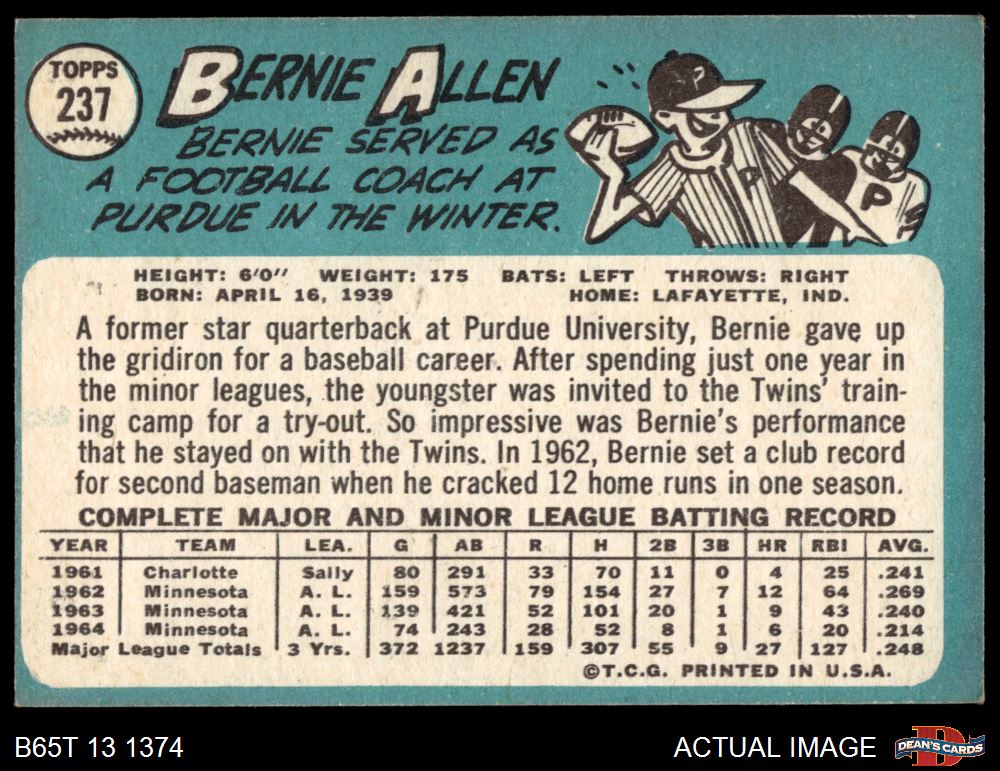 TOPPS
237
BERNIE ALLEN
BERNIE SERVED AS
A FOOTBALL COACH AT
PURDUE IN THE WINTER.
P
P
P
HEIGHT: 6'0" WEIGHT: 175 BATS: LEFT THROWS: RIGHT
BORN: APRIL 16, 1939 HOME: LAFAYETTE, IND.
A former star quarterback at Purdue University, Bernie gave up
the gridiron for a baseball career. After spending just one year in
the minor leagues, the youngster was invited to the Twins' train-
ing camp for a try-out. So impressive was Bernie's performance
that he stayed on with the Twins. In 1962, Bernie set a club record
for second baseman when he cracked 12 home runs in one season.
COMPLETE MAJOR AND MINOR LEAGUE BATTING RECORD
YEAR TEAM LEA. G AB R H 2B 3B HR RBI AVG.
1961 Charlotte Sally 80 291 33 70 11 0 4 25 .241
1962 Minnesota A. L. 159 573 79 154 27 7 12 64 .269
1963 Minnesota A. L. 139 421 52 101 20 1 9 43 .240
1964 Minnesota A. L. 74 243 28 52 8 1 6 20 .214
Major League Totals 3 Yrs. 372 1237 159 307 55 9 27 127 .248
©T.C.G. PRINTED IN U.S.A.
B65T 13 1374
ACTUAL IMAGE
D
DEAN'S CARDS